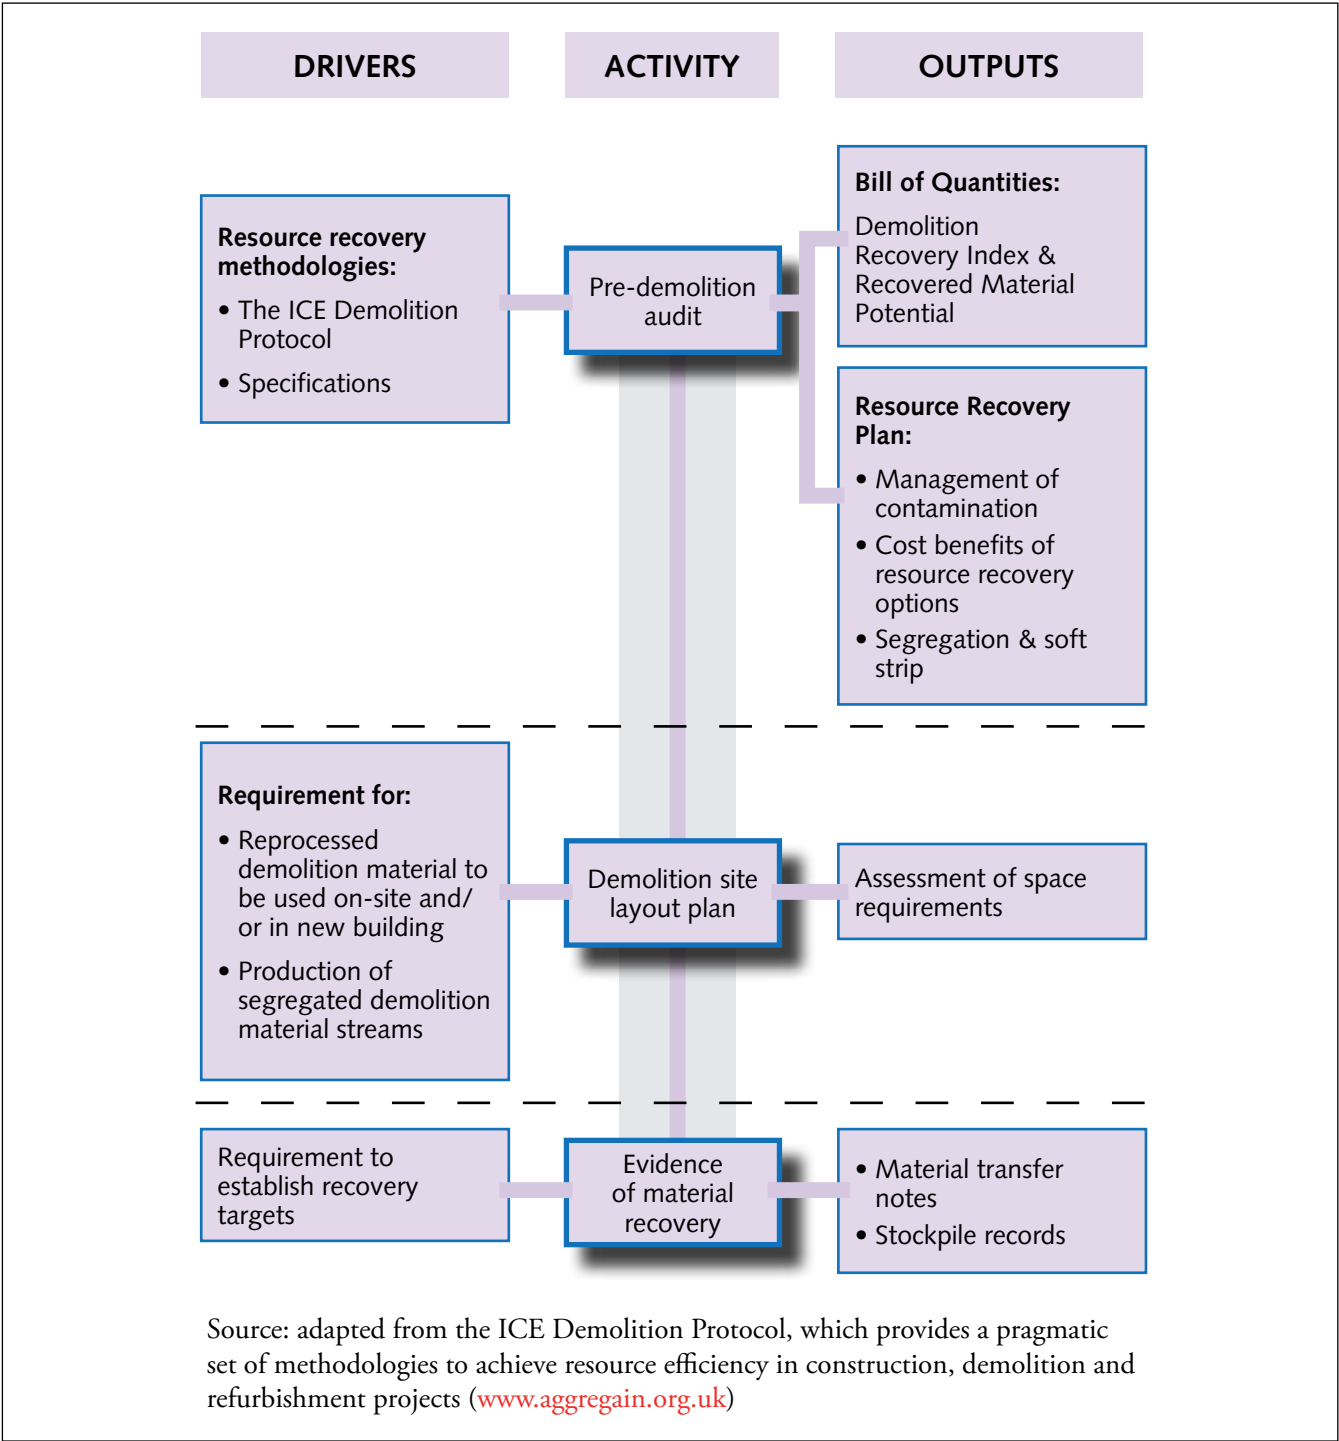 DRIVERS
ACTIVITY
OUTPUTS
Resource recovery
methodologies:
• The ICE Demolition
Protocol
• Specifications
Pre-demolition
audit
Bill of Quantities:
Demolition
Recovery Index &
Recovered Material
Potential
Resource Recovery
Plan:
• Management of
contamination
• Cost benefits of
resource recovery
options
• Segregation & soft
strip
Requirement for:
• Reprocessed
demolition material to
be used on-site and/
or in new building
• Production of
segregated demolition
material streams
Demolition site
layout plan
Assessment of space
requirements
Requirement to
establish recovery
targets
Evidence
of material
recovery
• Material transfer
notes
• Stockpile records
Source: adapted from the ICE Demolition Protocol, which provides a pragmatic
set of methodologies to achieve resource efficiency in construction, demolition and
refurbishment projects (www.aggregain.org.uk)